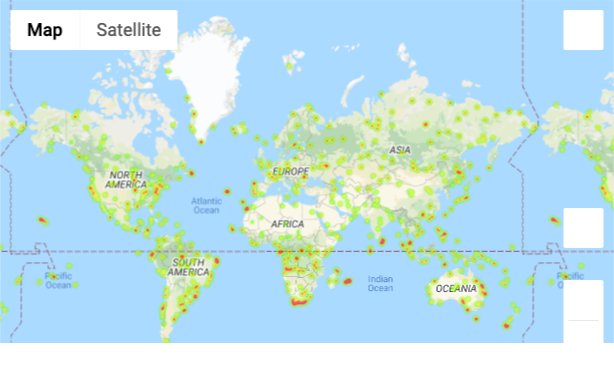 Map
Satellite
NORTH
AMERICA
ASIA
EUROPE
Atlantic
Ocean
AFRICA
SOUTH
AMERICA
Pacific
Ocean
Indian
Ocean
OCEANIA
Pacific
Ocean